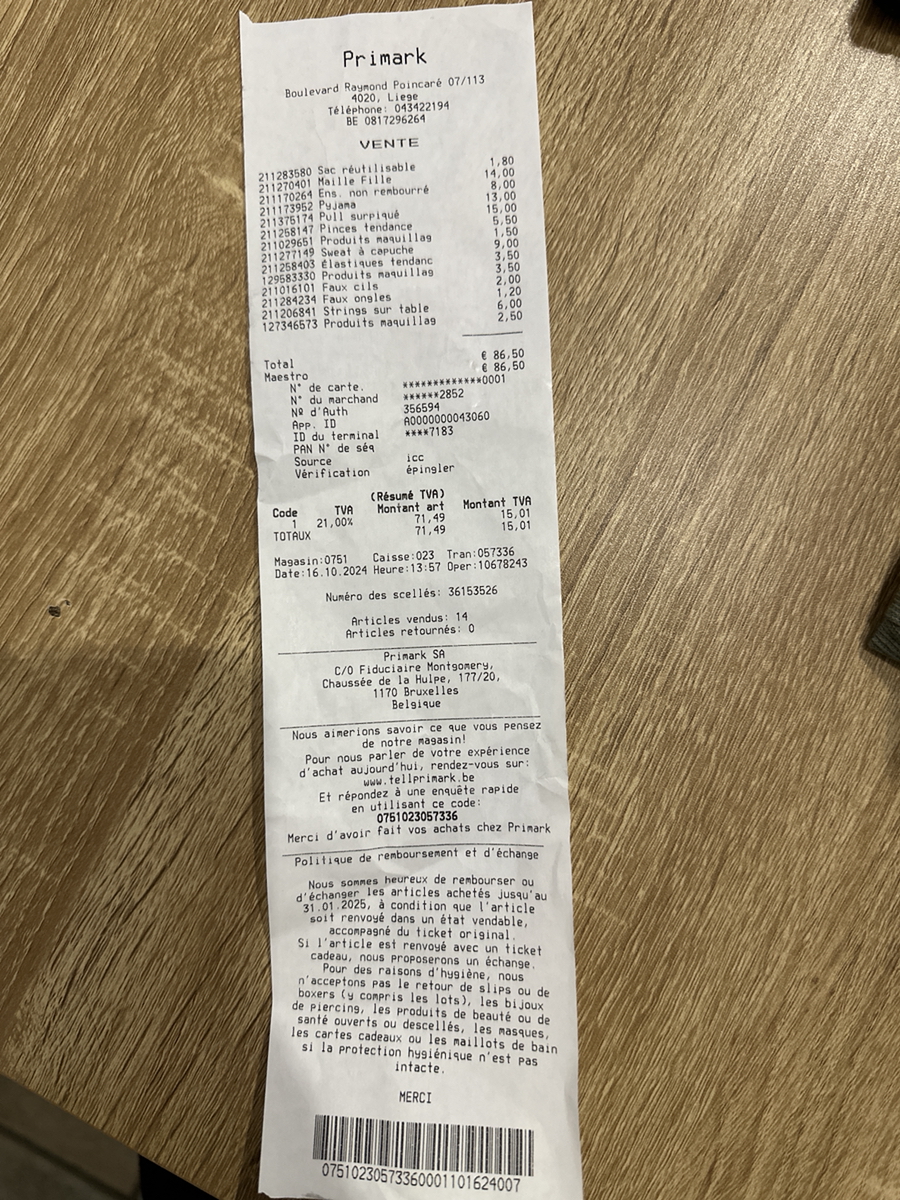 Primark
Boulevard Raymond Poincaré 07/113
4020, Liege
Téléphone: 043422194
BE 0817296264
VENTE
211283580 Sac réutilisable 1,80
211270401 Maille Fille 14,00
211170264 Ens. non rembourré 8,00
211173952 Pyjama 13,00
211375174 Pull surpiqué 15,00
211258147 Pinces tendance 5,50
211029651 Produits maquillag 1,50
211277149 Sweat à capuche 9,00
211258403 Élastiques tendanc 3,50
129583330 Produits maquillag 3,50
211016101 Faux cils 2,00
211284234 Faux ongles 1,20
211206841 Strings sur table 6,00
127346573 Produits maquillag 2,50
Total € 86,50
Maestro € 86,50
N° de carte. *************0001
N° du marchand ******2852
Nº d'Auth 356594
App. ID A0000000043060
ID du terminal ****7183
PAN N° de séq
Source icc
Vérification épingler
(Résumé TVA)
Code TVA Montant art Montant TVA
1 21,00% 71,49 15,01
TOTAUX 71,49 15,01
Magasin:0751 Caisse:023 Tran:057336
Date:16.10.2024 Heure:13:57 Oper:10678243
Numéro des scellés: 36153526
Articles vendus: 14
Articles retournés: 0
Primark SA
C/O Fiduciaire Montgomery,
Chaussée de la Hulpe, 177/20,
1170 Bruxelles
Belgique
Nous aimerions savoir ce que vous pensez
de notre magasin!
Pour nous parler de votre expérience
d'achat aujourd'hui, rendez-vous sur:
www.tellprimark.be
Et répondez à une enquête rapide
en utilisant ce code:
0751023057336
Merci d'avoir fait vos achats chez Primark
Politique de remboursement et d'échange
Nous sommes heureux de rembourser ou
d'échanger les articles achetés jusqu'au
31.01.2025, à condition que l'article
soit renvoyé dans un état vendable,
accompagné du ticket original.
Si l'article est renvoyé avec un ticket
cadeau, nous proposerons un échange.
Pour des raisons d'hygiène, nous
n'acceptons pas le retour de slips ou de
boxers (y compris les lots), les bijoux
de piercing, les produits de beauté ou de
santé ouverts ou descellés, les masques,
les cartes cadeaux ou les maillots de bain
si la protection hygiénique n'est pas
intacte.
MERCI
07510230573360001101624007